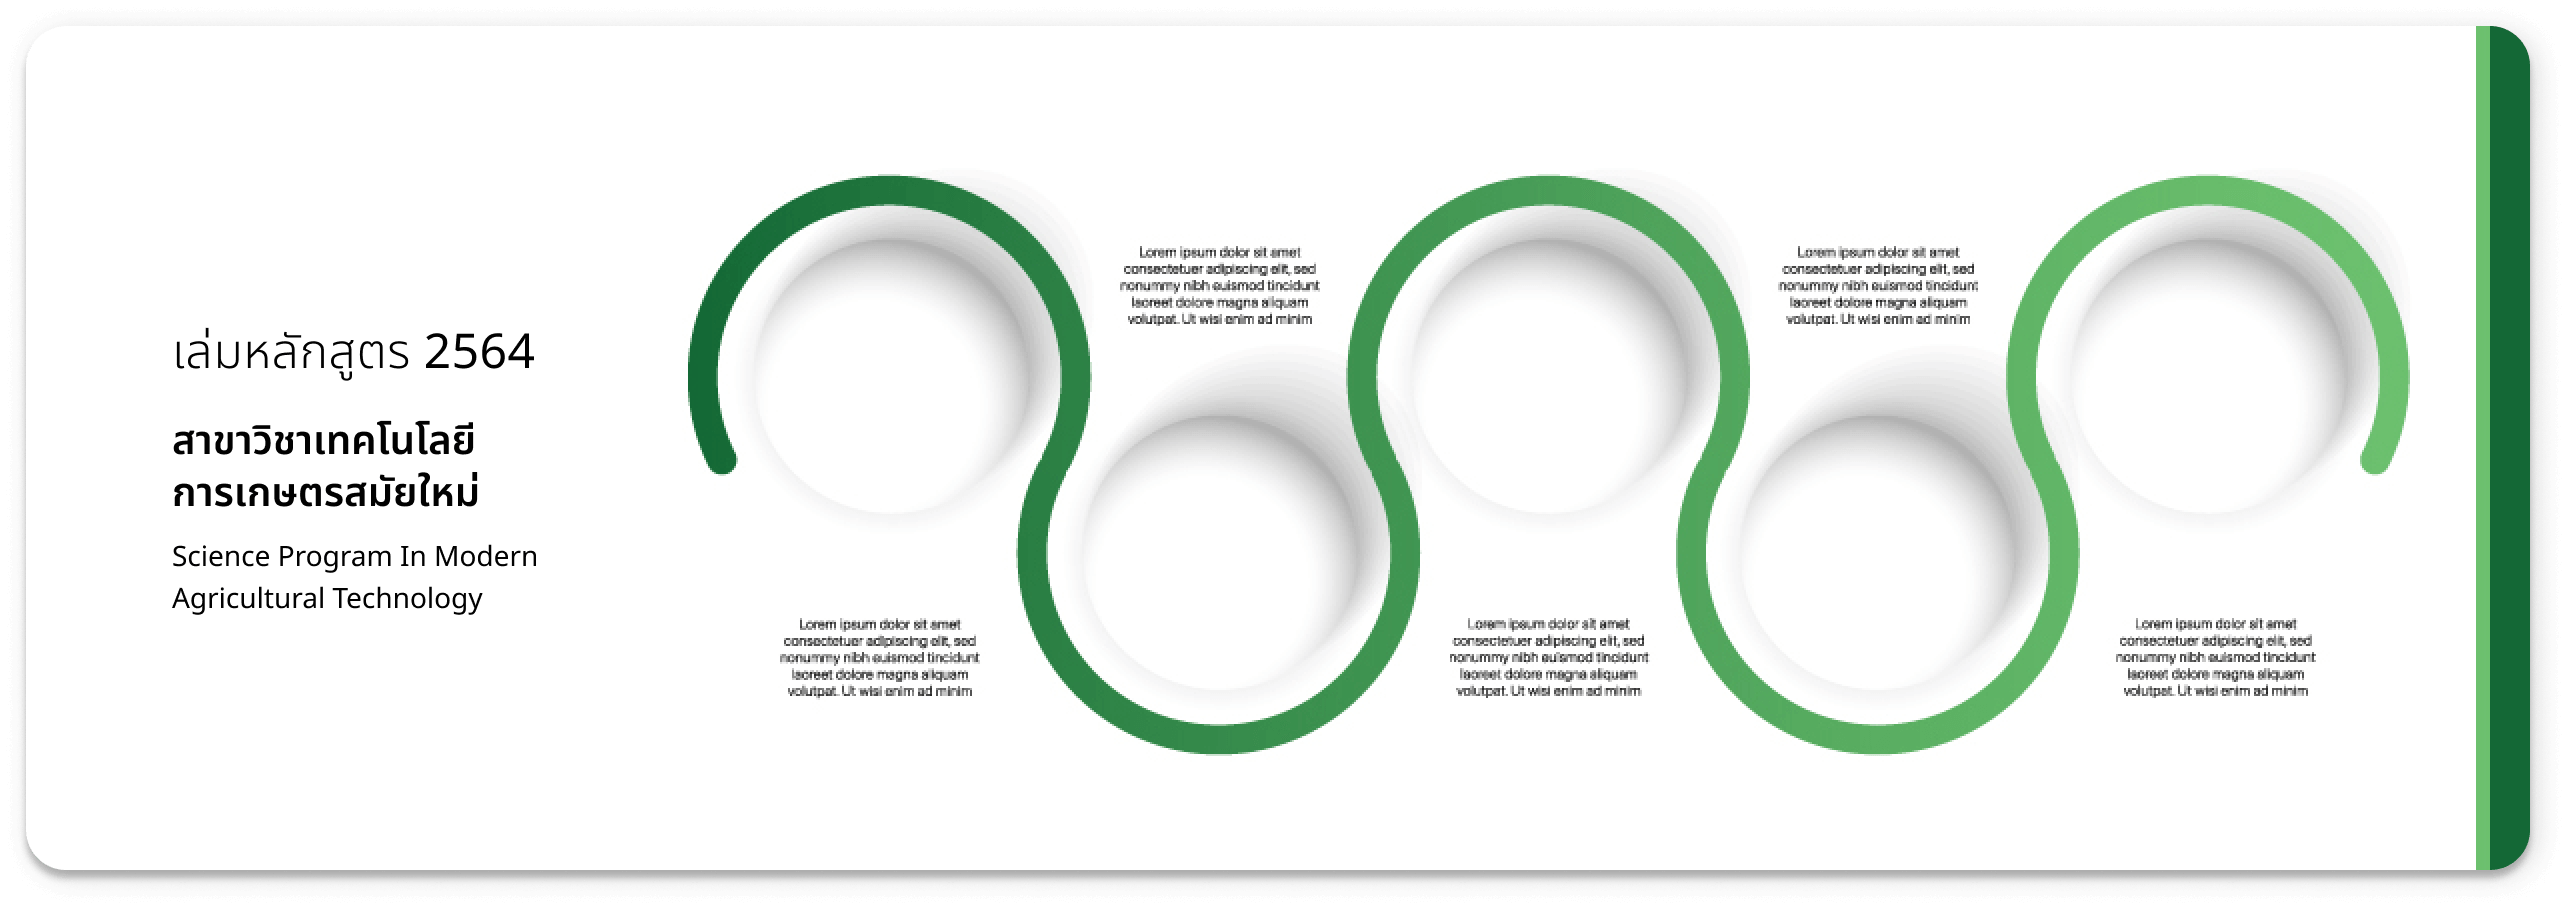 เล่มหลักสูตร 2564
สาขาวิชาเทคโนโลยี
การเกษตรสมัยใหม่
Science Program In Modern
Agricultural Technology
Lorem ipsum dolor sit amet
consectetuer adipiscing elit, sed
nonummy nibh euismod tincidunt
laoreet dolore magna aliquam
volutpat. Ut wisi enim ad minim
Lorem ipsum dolor sit amet
consectetuer adipiscing elit, sed
nonummy nibh euismod tincidunt
laoreet dolore magna aliquam
volutpat. Ut wisi enim ad minim
Lorem ipsum dolor sit amet
consectetuer adipiscing elit, sed
nonummy nibh euismod tincidunt
laoreet dolore magna aliquam
volutpat. Ut wisi enim ad minim
Lorem ipsum dolor sit amet
consectetuer adipiscing elit, sed
nonummy nibh euismod tincidunt
laoreet dolore magna aliquam
volutpat. Ut wisi enim ad minim
Lorem ipsum dolor sit amet
consectetuer adipiscing elit, sed
nonummy nibh euismod tincidunt
laoreet dolore magna aliquam
volutpat. Ut wisi enim ad minim